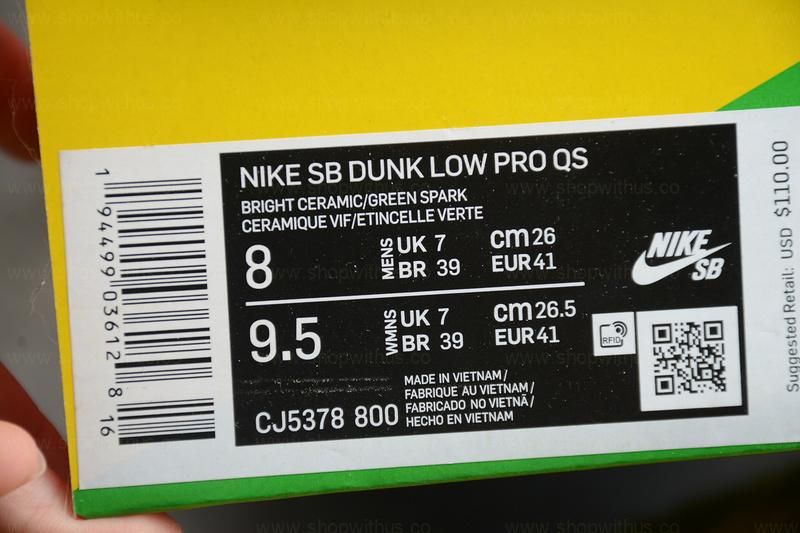 NIKE SB DUNK LOW PRO QS
BRIGHT CERAMIC/GREEN SPARK
CERAMIQUE VIF/ETINCELLE VERTE
8
MENS
UK 7
BR 39
cm 26
EUR 41
9.5
WMNS
UK 7
BR 39
cm 26.5
EUR 41
MADE IN VIETNAM/
FABRIQUE AU VIETNAM/
FABRICADO NO VIETNÃ/
HECHO EN VIETNAM
CJ5378 800
NIKE
SB
RFID
1 94499 03612 8 16
Suggested Retail: USD $110.00
www.shopwithus.co